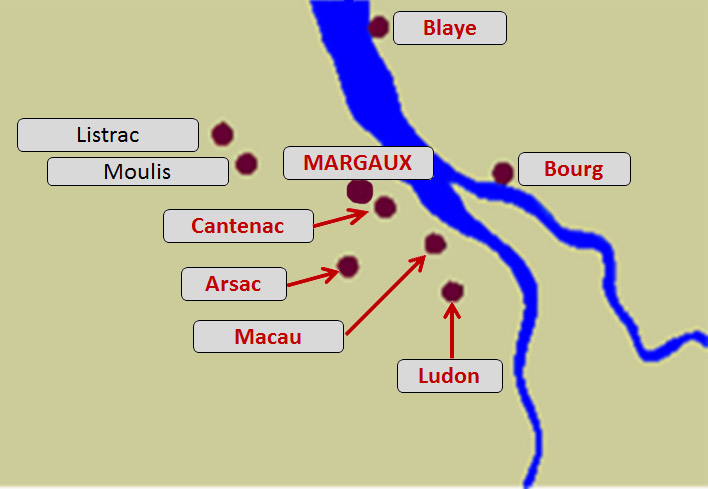 Blaye
Listrac
Moulis
MARGAUX
Bourg
Cantenac
Arsac
Macau
Ludon